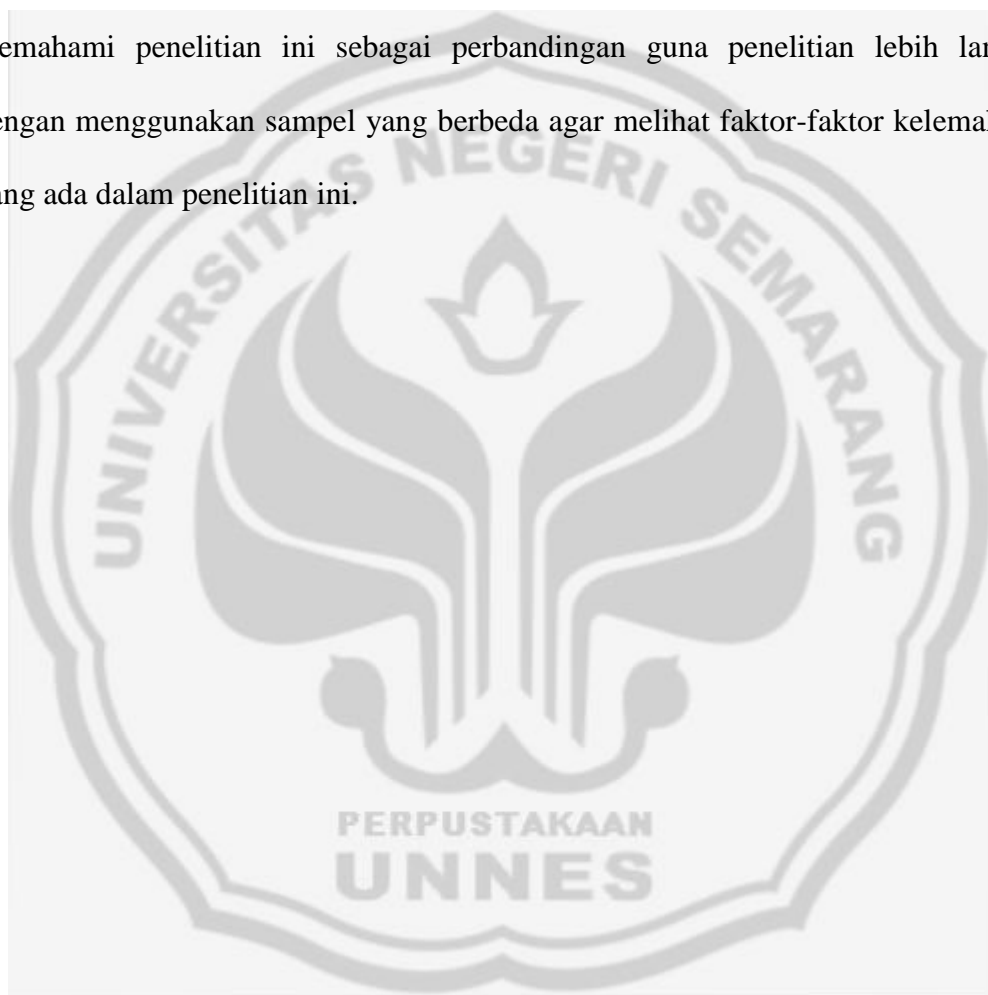 emahami penelitian ini sebagai perbandingan guna penelitian lebih lan
engan menggunakan sampel yang berbeda agar melihat faktor-faktor kelemah
ang ada dalam penelitian ini.
UNIVERSITAS NEGERI SEMARANG
PERPUSTAKAAN
UNNES